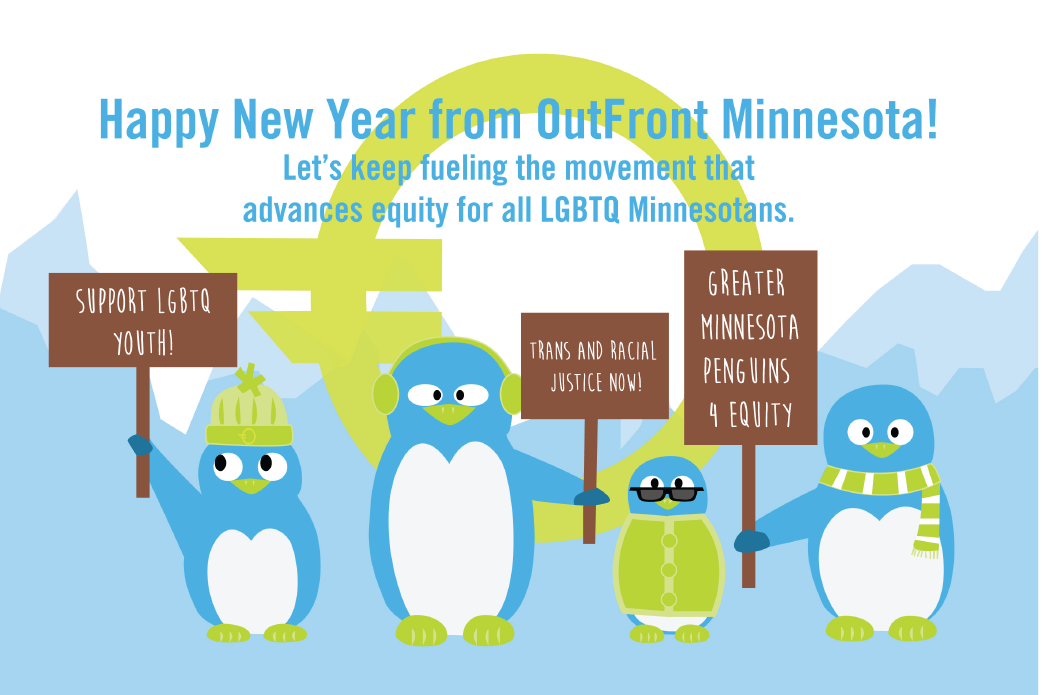 Happy New Year from OutFront Minnesota!
Let's keep fueling the movement that
advances equity for all LGBTQ Minnesotans.
SUPPORT LGBTQ
YOUTH!
TRANS AND RACIAL
JUSTICE NOW!
GREATER
MINNESOTA
PENGUINS
4 EQUITY